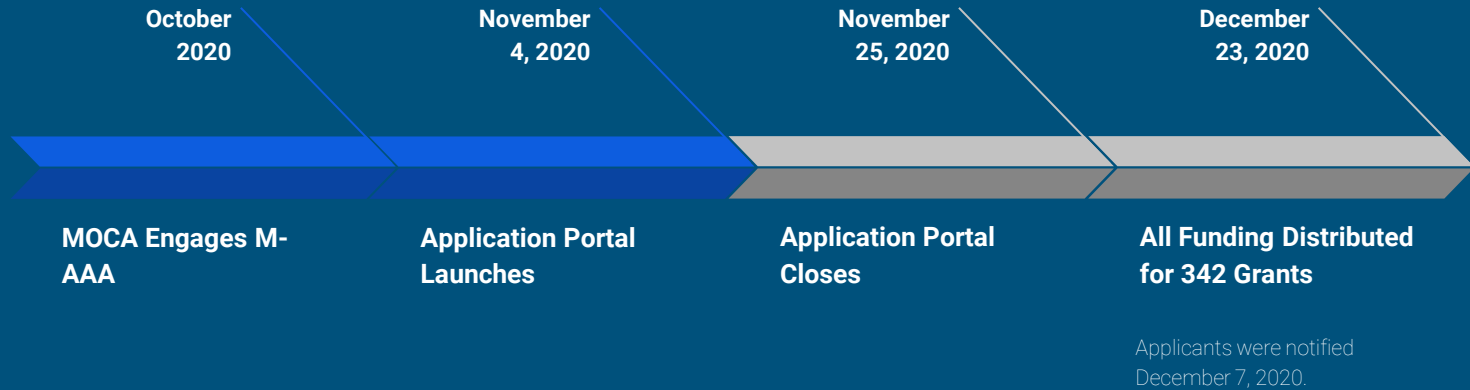 October
2020
November
4, 2020
November
25, 2020
December
23, 2020
MOCA Engages M-
AAA
Application Portal
Launches
Application Portal
Closes
All Funding Distributed
for 342 Grants
Applicants were notified
December 7, 2020.